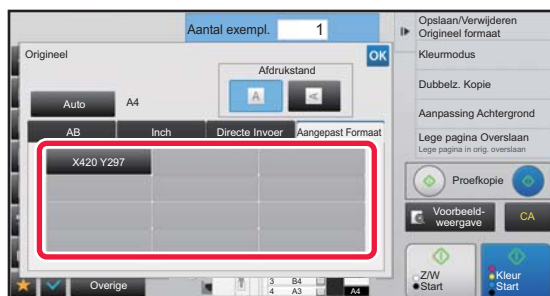 Aantal exempl. 1
Origineel
OK
Afdrukstand
A
A
Auto
A4
AB
Inch
Directe Invoer
Aangepast Formaat
X420 Y297
Overige
3 B4
4 A3
A4
Opslaan/Verwijderen
Origineel formaat
Kleurmodus
Dubbelz. Kopie
Aanpassing Achtergrond
Lege pagina Overslaan
Lege pagina in orig. overslaan
Proefkopie
Voorbeeld-
weergave
CA
Z/W
Start
Kleur
Start